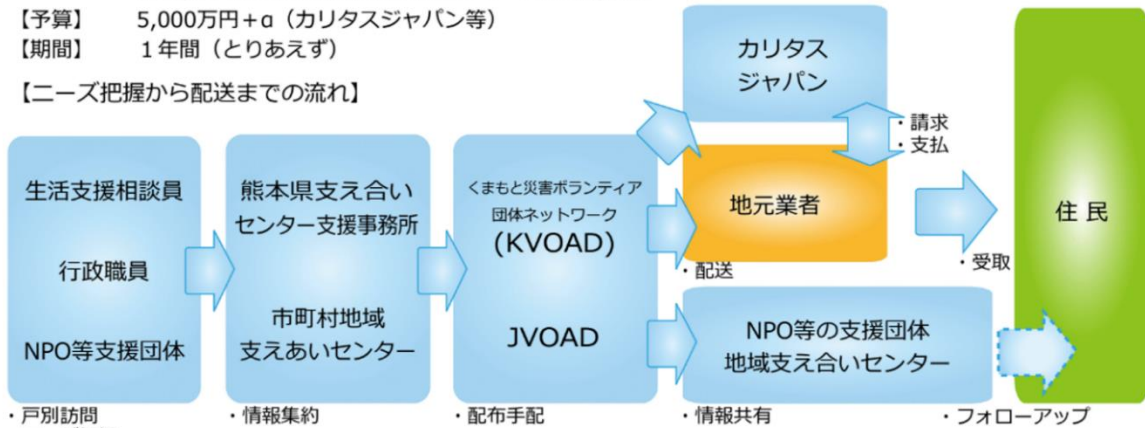 【予算】 5,000万円+α（カリタスジャパン等）
【期間】 １年間（とりあえず）
【ニーズ把握から配送までの流れ】
生活支援相談員
行政職員
NPO等支援団体
・戸別訪問
熊本県支え合い
センター支援事務所
市町村地域
支えあいセンター
・情報集約
くまもと災害ボランティア
団体ネットワーク
(KVOAD)
JVOAD
・配布手配
カリタス
ジャパン
・請求
・支払
地元業者
・配送
NPO等の支援団体
地域支え合いセンター
・情報共有
・受取
住民
・フォローアップ